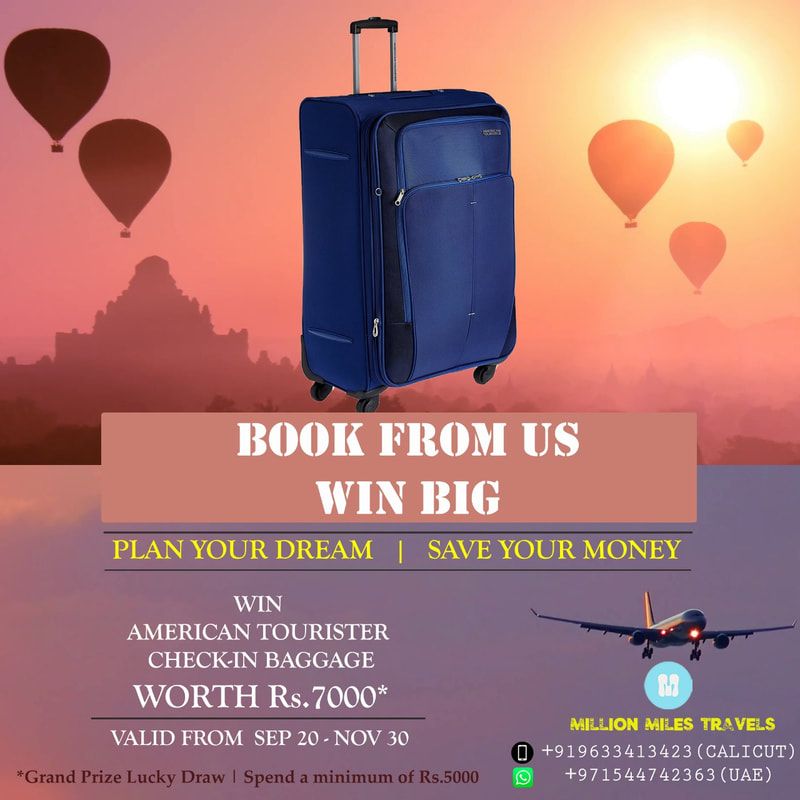 AMERICAN
TOURISTER
BOOK FROM US
WIN BIG
PLAN YOUR DREAM | SAVE YOUR MONEY
WIN
AMERICAN TOURISTER
CHECK-IN BAGGAGE
WORTH Rs.7000*
VALID FROM SEP 20 - NOV 30
*Grand Prize Lucky Draw | Spend a minimum of Rs.5000
MILLION MILES TRAVELS
+919633413423(CALICUT)
+971544742363(UAE)